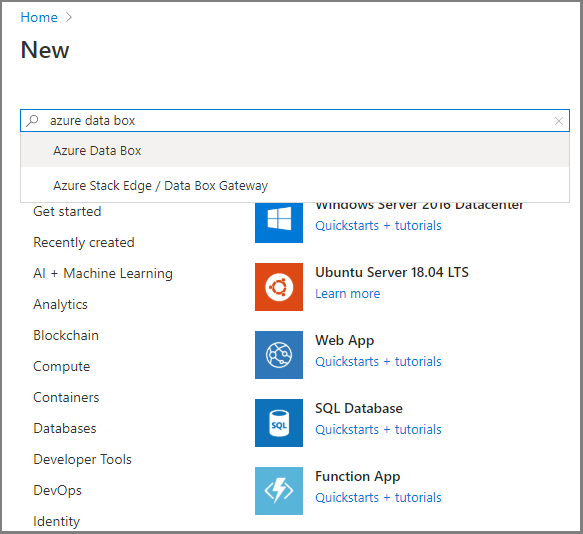 Home
New
azure data box
Azure Data Box
Azure Stack Edge / Data Box Gateway
Get started
Recently created
AI + Machine Learning
Analytics
Blockchain
Compute
Containers
Databases
Developer Tools
DevOps
Identity
Windows Server 2016 Datacenter
Quickstarts + tutorials
Ubuntu Server 18.04 LTS
Learn more
Web App
Quickstarts + tutorials
SQL
SQL Database
Quickstarts + tutorials
Function App
Quickstarts + tutorials